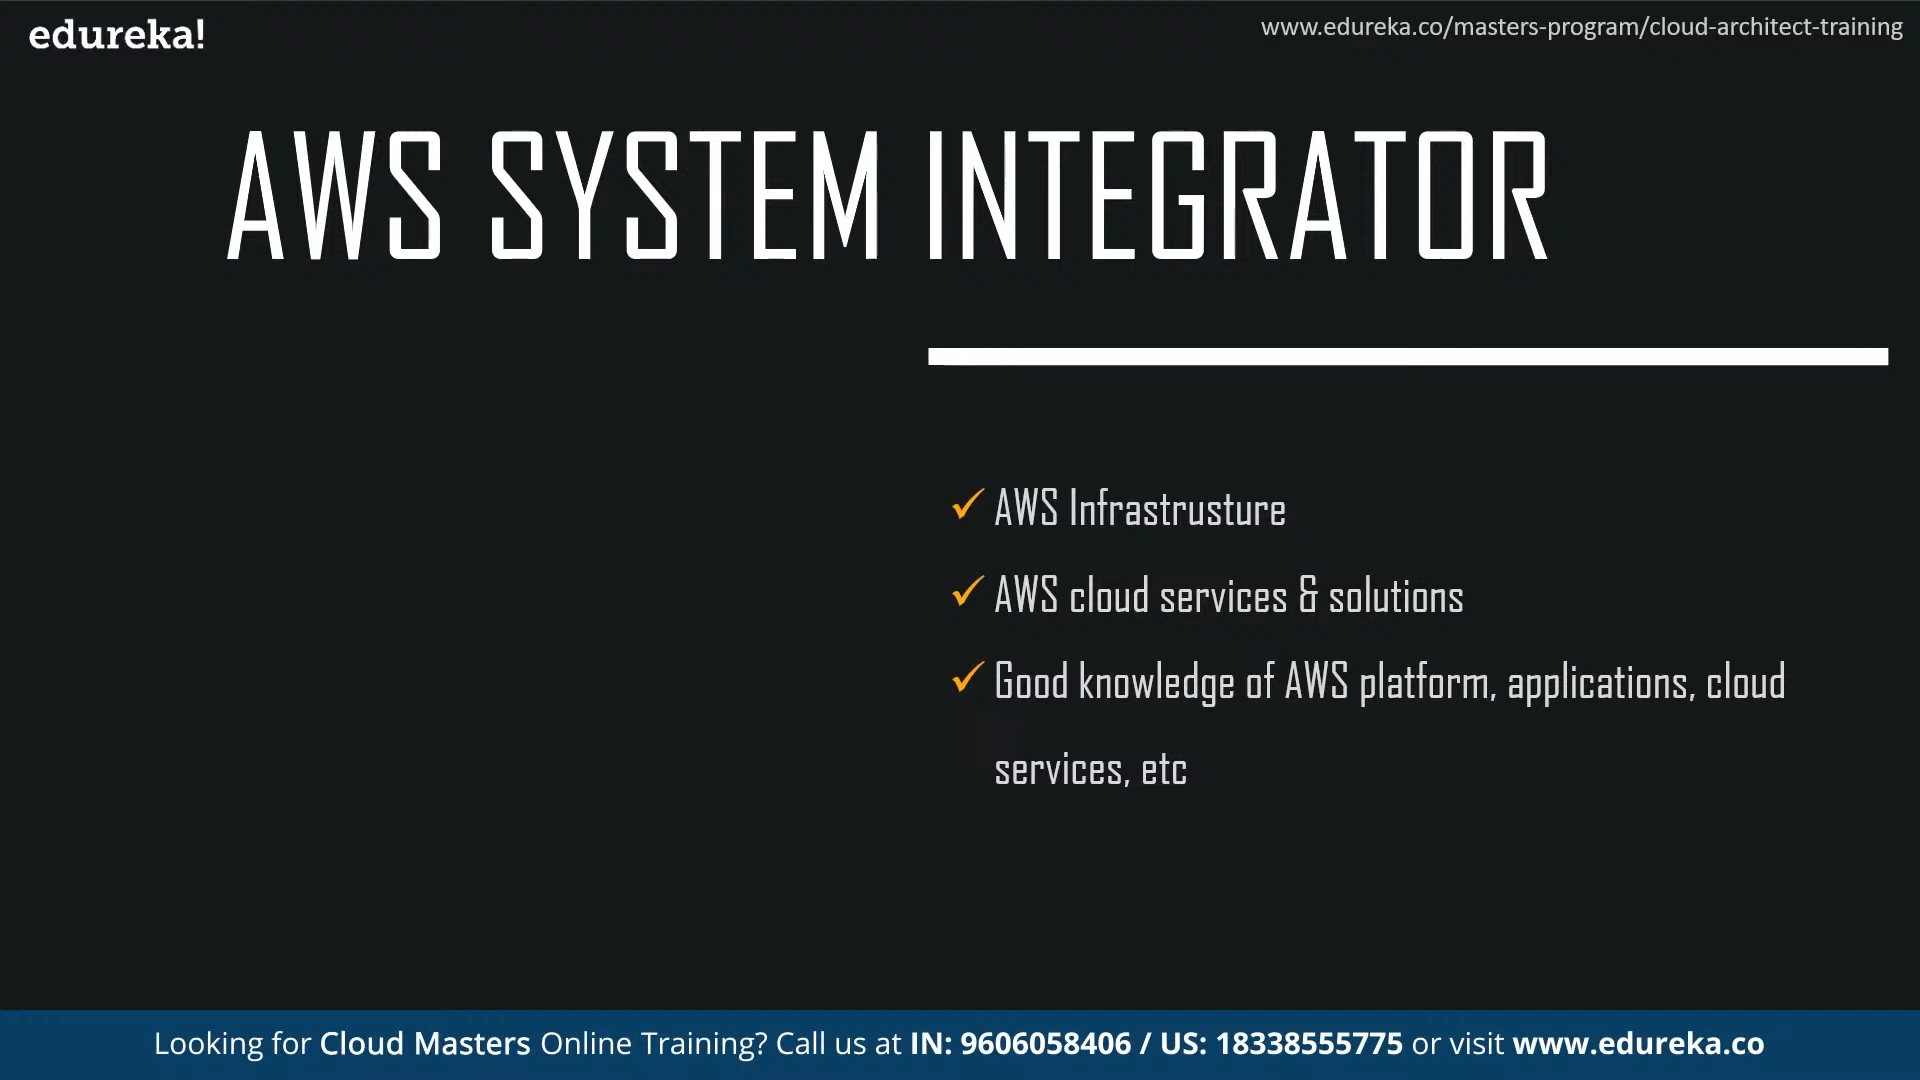 edureka!
www.edureka.co/masters-program/cloud-architect-training
AWS SYSTEM INTEGRATOR
✓ AWS Infrastrusture
✓ AWS cloud services & solutions
✓ Good knowledge of AWS platform, applications, cloud
services, etc
Looking for Cloud Masters Online Training? Call us at IN: 9606058406 / US: 18338555775 or visit www.edureka.co